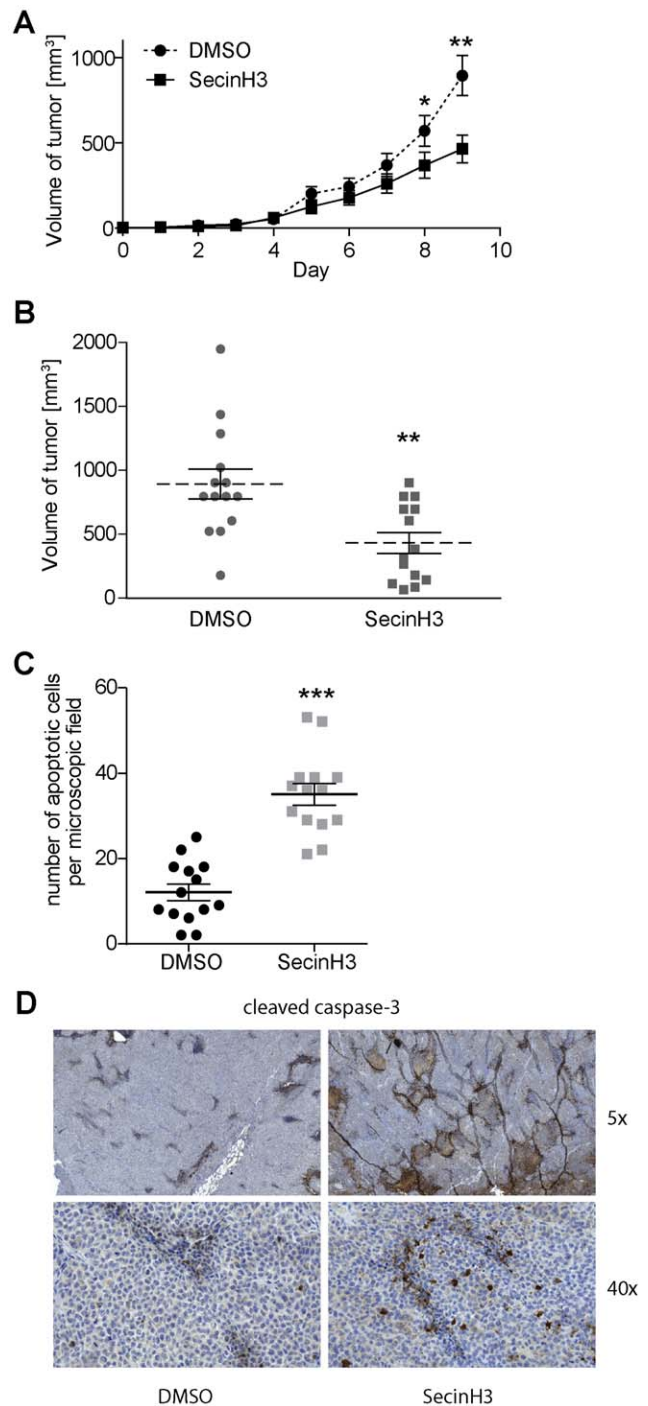 A
Volume of tumor [mm³]
1000
500
0
DMSO
SecinH3
*
**
0 2 4 6 8 10
Day
B
Volume of tumor [mm³]
2000
1500
1000
500
0
**
DMSO SecinH3
C
number of apoptotic cells
per microscopic field
60
40
20
0
***
DMSO SecinH3
D
cleaved caspase-3
5x
40x
DMSO SecinH3